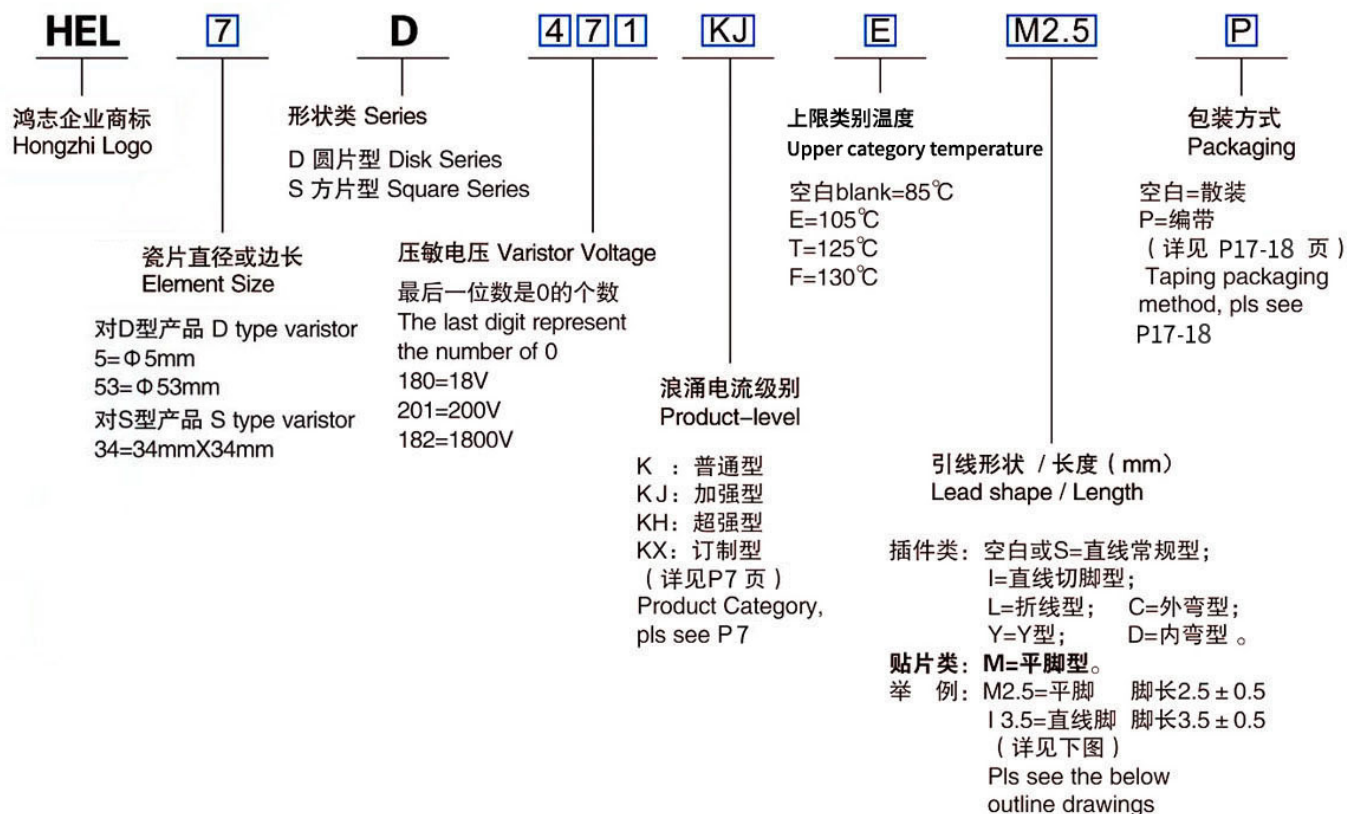 HEL 7 D 4 7 1 KJ E M2.5 P
鸿志企业商标
Hongzhi Logo
瓷片直径或边长
Element Size
对D型产品 D type varistor
5=Φ5mm
53=Φ53mm
对S型产品 S type varistor
34=34mmX34mm
形状类 Series
D 圆片型 Disk Series
S 方片型 Square Series
压敏电压 Varistor Voltage
最后一位数是0的个数
The last digit represent
the number of 0
180=18V
201=200V
182=1800V
浪涌电流级别
Product-level
K : 普通型
KJ: 加强型
KH: 超强型
KX: 订制型
(详见P7 页)
Product Category,
pls see P7
上限类别温度
Upper category temperature
空白blank=85℃
E=105℃
T=125℃
F=130℃
引线形状 / 长度(mm)
Lead shape / Length
插件类: 空白或S=直线常规型;
I=直线切脚型;
L=折线型; C=外弯型;
Y=Y型; D=内弯型。
贴片类: M=平脚型。
举 例: M2.5=平脚 脚长2.5±0.5
I 3.5=直线脚 脚长3.5±0.5
(详见下图)
Pls see the below
outline drawings
包装方式
Packaging
空白=散装
P=编带
(详见 P17-18 页)
Taping packaging
method, pls see
P17-18